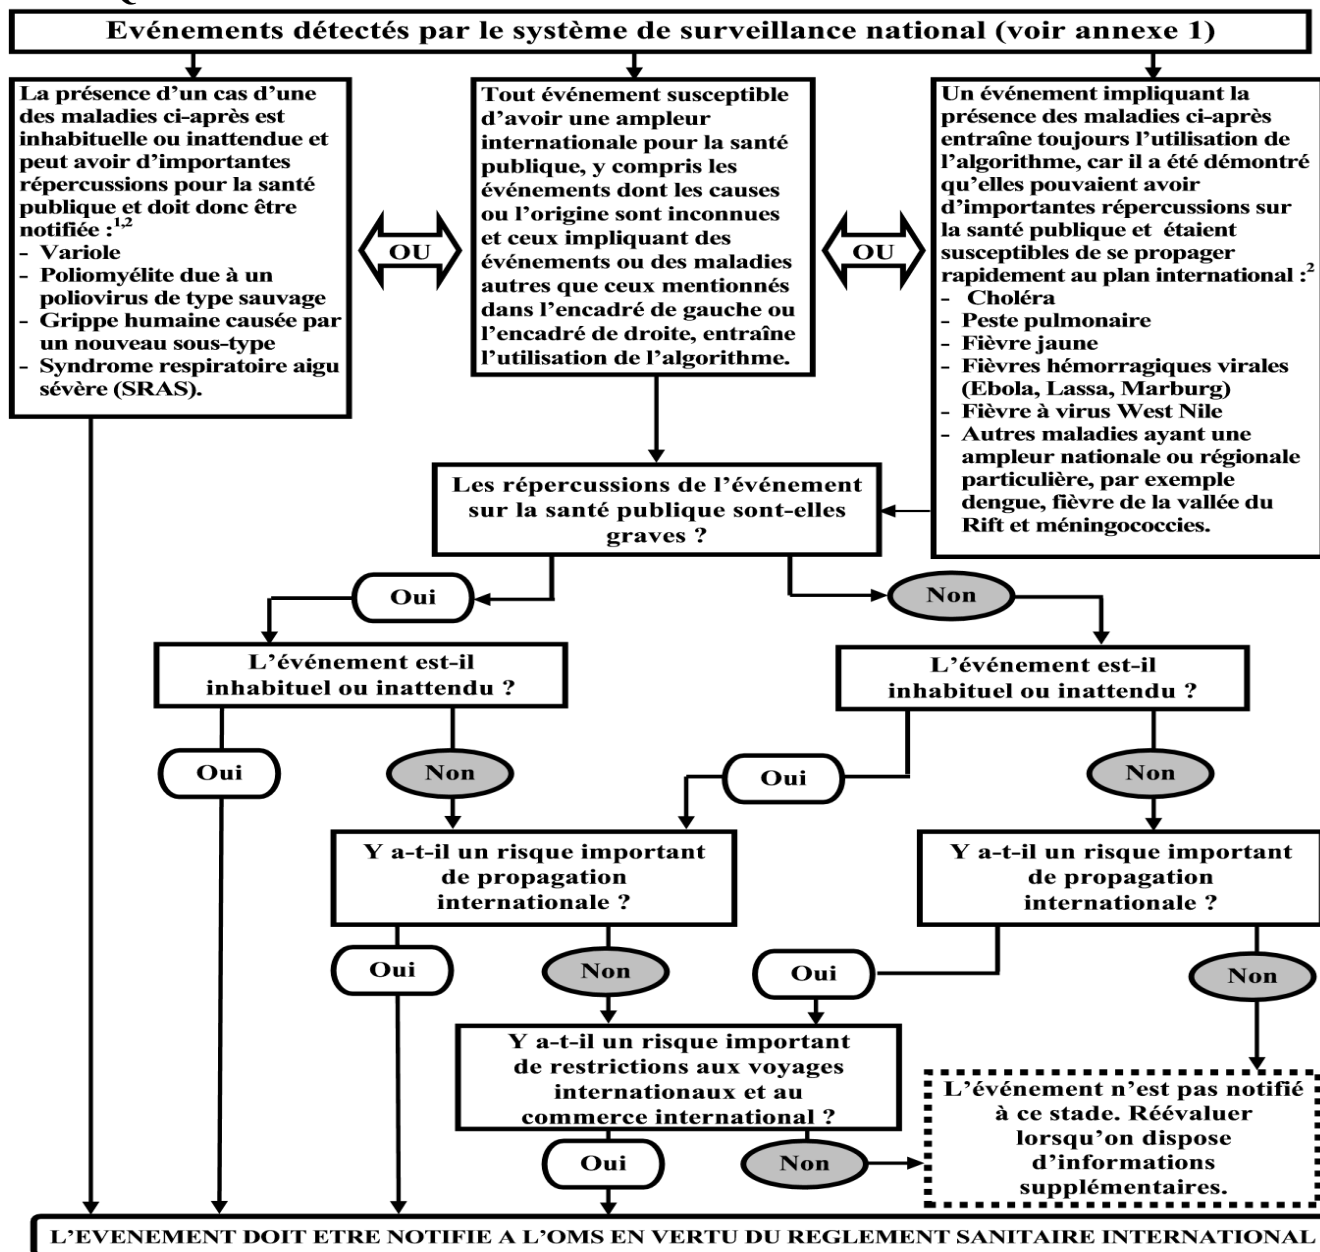 Evénements détectés par le système de surveillance national (voir annexe 1)
La présence d'un cas d'une
des maladies ci-après est
inhabituelle ou inattendue et
peut avoir d'importantes
répercussions pour la santé
publique et doit donc être
notifiée :1,2
- Variole
- Poliomyélite due à un
poliovirus de type sauvage
- Grippe humaine causée par
un nouveau sous-type
- Syndrome respiratoire aigu
sévère (SRAS).
OU
Tout événement susceptible
d'avoir une ampleur
internationale pour la santé
publique, y compris les
événements dont les causes
ou l'origine sont inconnues
et ceux impliquant des
événements ou des maladies
autres que ceux mentionnés
dans l'encadré de gauche ou
l'encadré de droite, entraîne
l'utilisation de l'algorithme.
OU
Un événement impliquant la
présence des maladies ci-après
entraîne toujours l'utilisation de
l'algorithme, car il a été démontré
qu'elles pouvaient avoir
d'importantes répercussions sur
la santé publique et étaient
susceptibles de se propager
rapidement au plan international :2
- Choléra
- Peste pulmonaire
- Fièvre jaune
- Fièvres hémorragiques virales
(Ebola, Lassa, Marburg)
- Fièvre à virus West Nile
- Autres maladies ayant une
ampleur nationale ou régionale
particulière, par exemple
dengue, fièvre de la vallée du
Rift et méningococcies.
Les répercussions de l'événement
sur la santé publique sont-elles
graves ?
Oui
Non
L'événement est-il
inhabituel ou inattendu ?
L'événement est-il
inhabituel ou inattendu ?
Oui
Non
Oui
Non
Y a-t-il un risque important
de propagation
internationale ?
Y a-t-il un risque important
de propagation
internationale ?
Oui
Non
Oui
Non
Y a-t-il un risque important
de restrictions aux voyages
internationaux et au
commerce international ?
L'événement n'est pas notifié
à ce stade. Réévaluer
lorsqu'on dispose
d'informations
supplémentaires.
Oui
Non
L'EVENEMENT DOIT ETRE NOTIFIE A L'OMS EN VERTU DU REGLEMENT SANITAIRE INTERNATIONAL